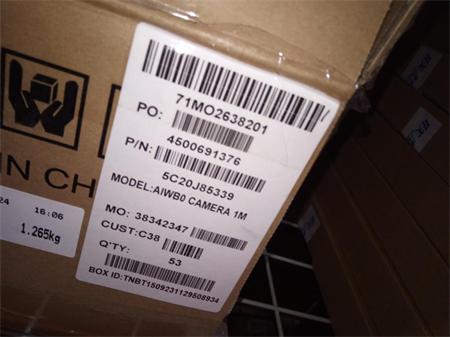 71MO2638201
PO:
4500691376
P/N:
5C20J85339
MODEL:AIWB0 CAMERA 1M
MO: 38342347
CUST:C38
Q'TY:
53
BOX ID:TNBT1509231129508934
IN CH
24 16:06
1.265kg